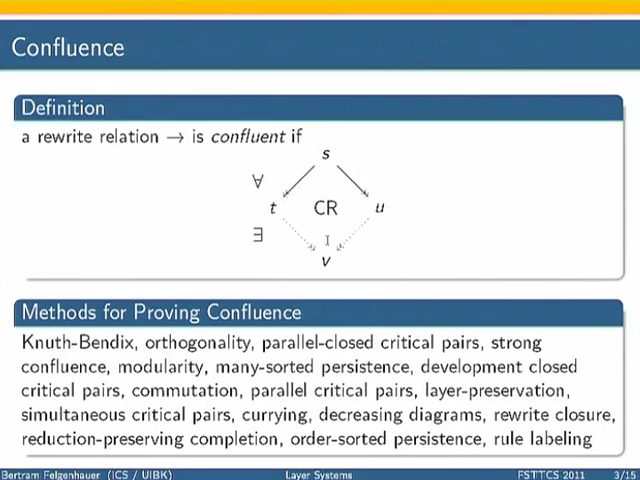 Confluence
Definition
a rewrite relation → is confluent if
s
∀
t CR u
∃
v
Methods for Proving Confluence
Knuth-Bendix, orthogonality, parallel-closed critical pairs, strong
confluence, modularity, many-sorted persistence, development closed
critical pairs, commutation, parallel critical pairs, layer-preservation,
simultaneous critical pairs, currying, decreasing diagrams, rewrite closure,
reduction-preserving completion, order-sorted persistence, rule labeling
Bertram Felgenhauer (ICS / UIBK) Layer Systems FSTTCS 2011 3/15